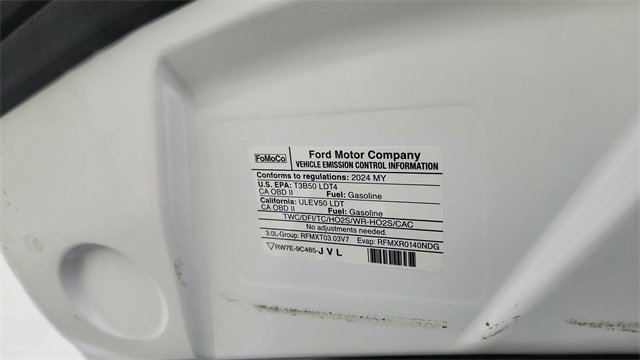 FoMoCo
Ford Motor Company
VEHICLE EMISSION CONTROL INFORMATION
Conforms to regulations: 2024 MY
U.S. EPA: T3B50 LDT4
CA OBD II Fuel: Gasoline
California: ULEV50 LDT
CA OBD II Fuel: Gasoline
TWC/DFI/TC/HO2S/WR-HO2S/CAC
No adjustments needed.
3.0L-Group: RFMXT03.03V7 Evap: RFMXR0140NDG
RW7E-9C485-JVL